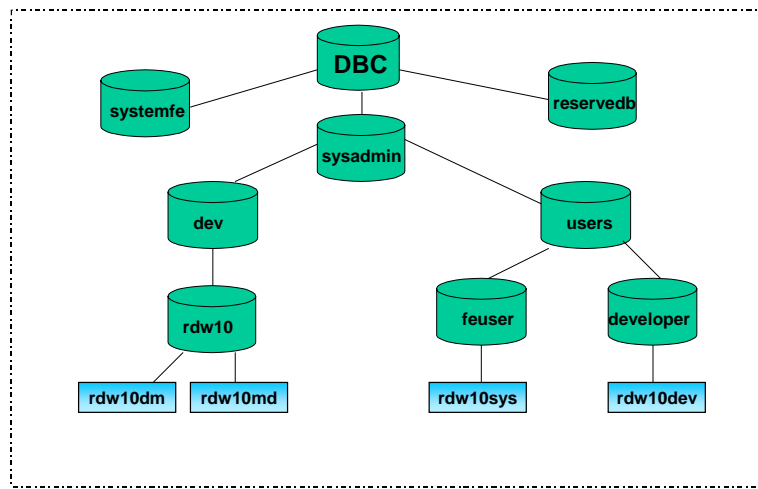 DBC
systemfe
reservedb
sysadmin
dev
users
rdw10
feuser
developer
rdw10dm
rdw10md
rdw10sys
rdw10dev